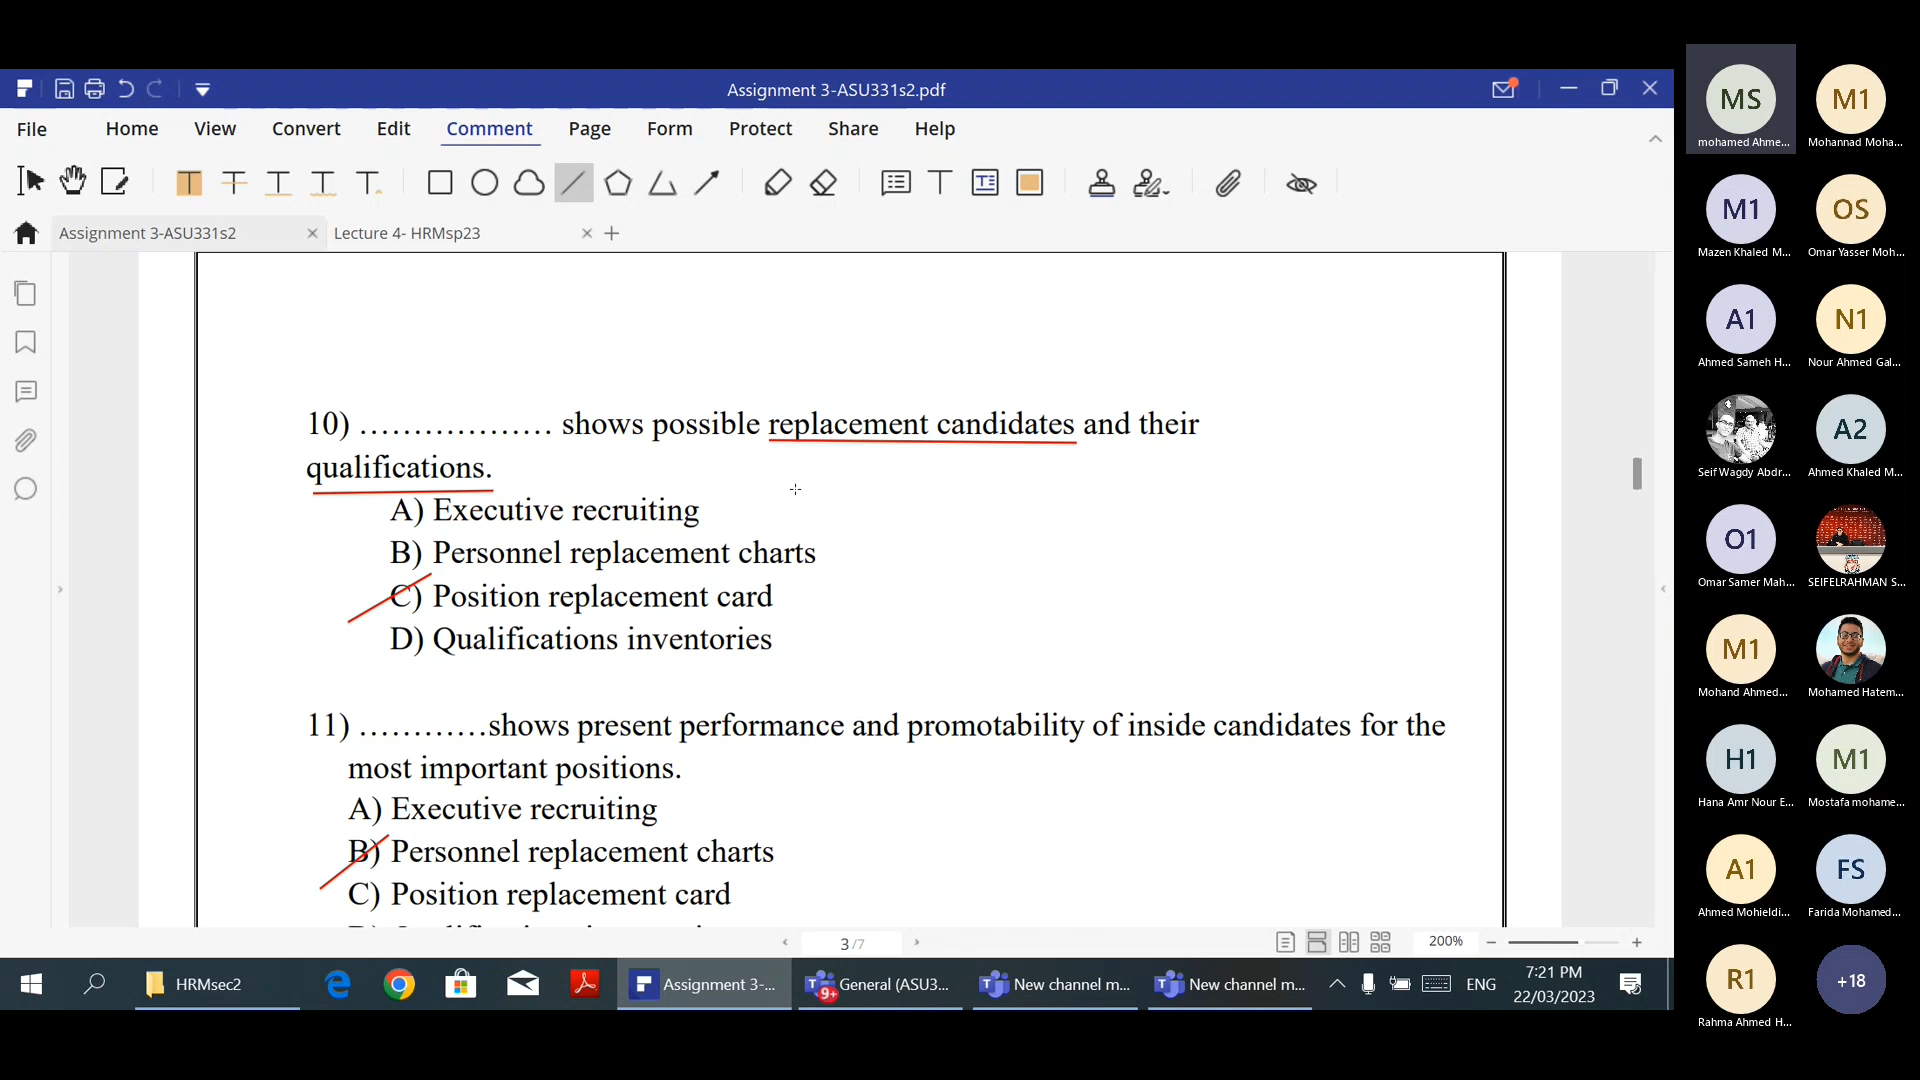 Assignment 3-ASU331s2.pdf
File Home View Convert Edit Comment Page Form Protect Share Help
Assignment 3-ASU331s2
Lecture 4- HRMsp23
10) .................. shows possible replacement candidates and their
qualifications.
A) Executive recruiting
B) Personnel replacement charts
C) Position replacement card
D) Qualifications inventories
11) ............shows present performance and promotability of inside candidates for the
most important positions.
A) Executive recruiting
B) Personnel replacement charts
C) Position replacement card
3 /7
200%
HRMsec2
Assignment 3-...
9+
General (ASU3...
New channel m...
New channel m...
ENG
7:21 PM
22/03/2023
MS
mohamed Ahme...
M1
Mohannad Moha...
M1
Mazen Khaled M...
OS
Omar Yasser Moh...
A1
Ahmed Sameh H...
N1
Nour Ahmed Gal...
Seif Wagdy Abdr...
A2
Ahmed Khaled M...
O1
Omar Samer Mah...
SEIFELRAHMAN S...
M1
Mohand Ahmed...
Mohamed Hatem...
H1
Hana Amr Nour E...
M1
Mostafa mohame...
A1
Ahmed Mohieldi...
FS
Farida Mohamed...
R1
Rahma Ahmed H...
+18